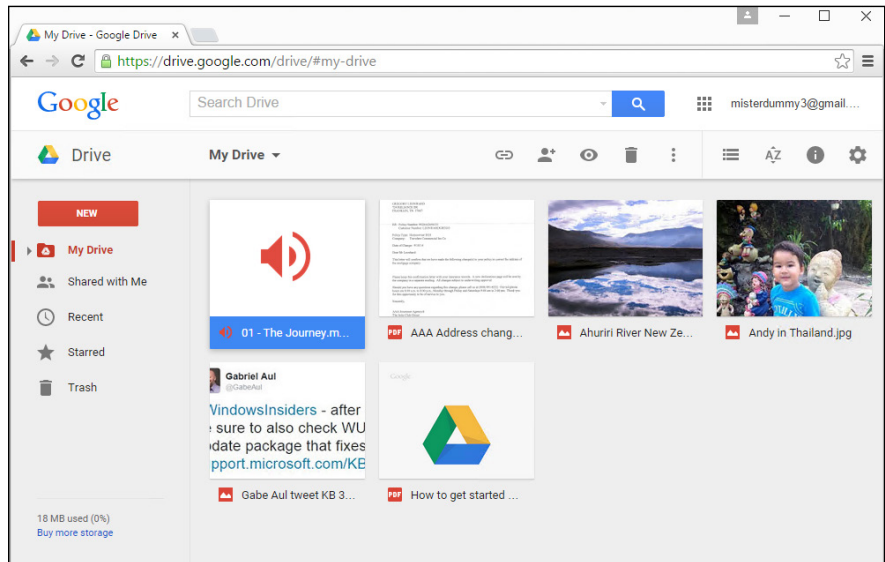 My Drive - Google Drive
https://drive.google.com/drive/#my-drive
Google
Search Drive
misterdummy3@gmail....
Drive
My Drive
AZ
NEW
My Drive
Shared with Me
Recent
Starred
Trash
01 - The Journey.m...
PDF AAA Address chang...
Ahuriri River New Ze...
Andy in Thailand.jpg
Gabriel Aul
@GabeAul
WindowsInsiders - after
sure to also check WU
date package that fixes
pport.microsoft.com/KB
Google
Gabe Aul tweet KB 3...
PDF How to get started ...
18 MB used (0%)
Buy more storage